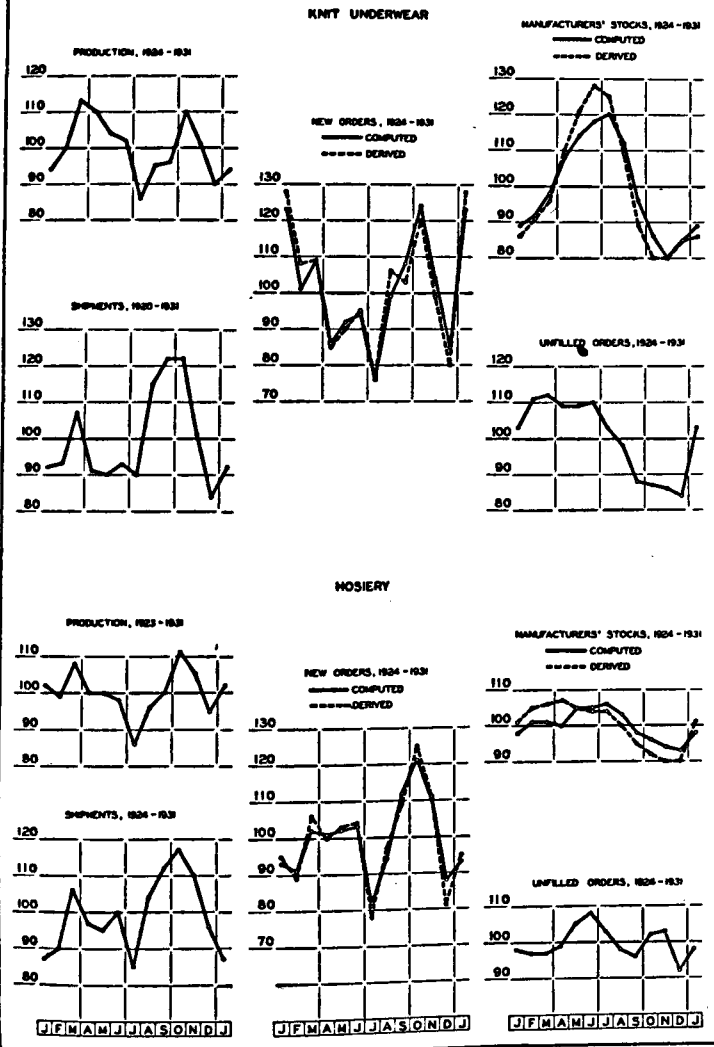 KNIT UNDERWEAR
PRODUCTION, 1924-1931
120
110
100
90
80
NEW ORDERS, 1924-1931
COMPUTED
DERIVED
130
120
110
100
90
80
70
MANUFACTURERS' STOCKS, 1924-1931
COMPUTED
DERIVED
130
120
110
100
90
80
SHIPMENTS, 1920-1931
130
120
110
100
90
80
UNFILLED ORDERS, 1924-1931
120
110
100
90
80
HOSIERY
PRODUCTION, 1923-1931
110
100
90
80
NEW ORDERS, 1924-1931
COMPUTED
DERIVED
130
120
110
100
90
80
70
MANUFACTURERS' STOCKS, 1924-1931
COMPUTED
DERIVED
110
100
90
SHIPMENTS, 1924-1931
120
110
100
90
80
UNFILLED ORDERS, 1924-1931
110
100
90
J F M A M J J A S O N D J
J F M A M J J A S O N D J
J F M A M J J A S O N D J